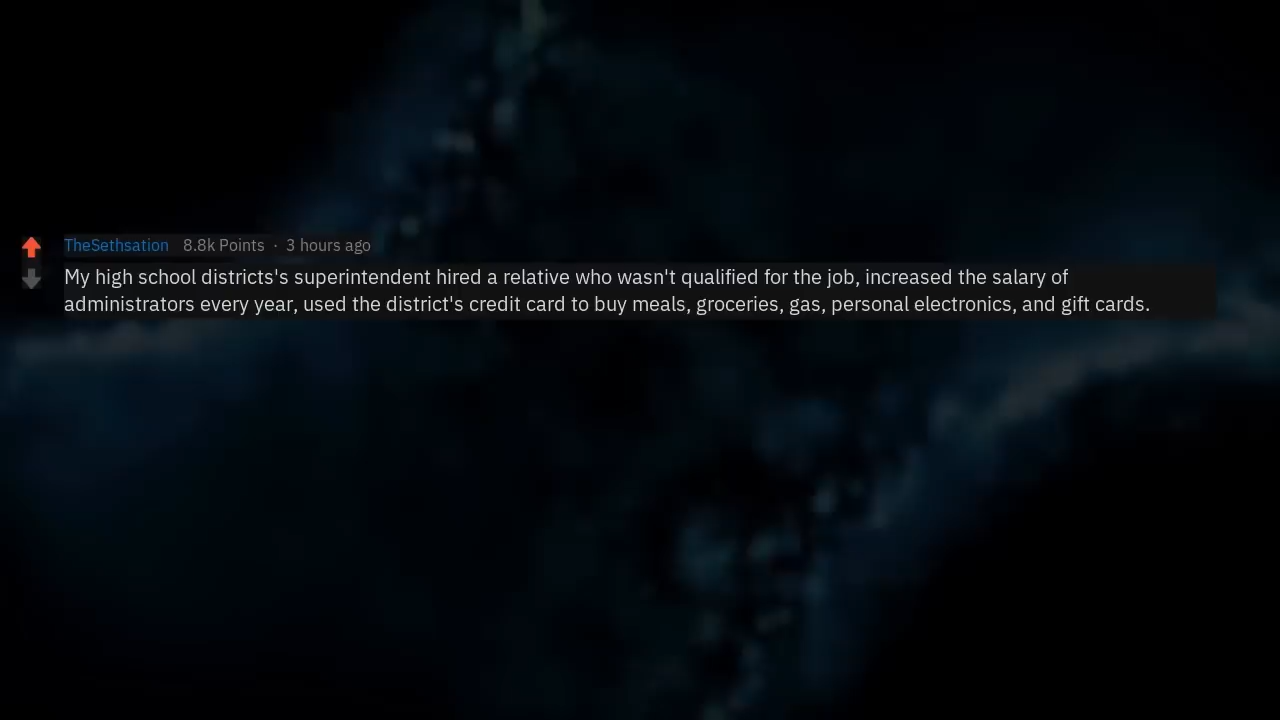 TheSethsation 8.8k Points · 3 hours ago
My high school districts's superintendent hired a relative who wasn't qualified for the job, increased the salary of
administrators every year, used the district's credit card to buy meals, groceries, gas, personal electronics, and gift cards.